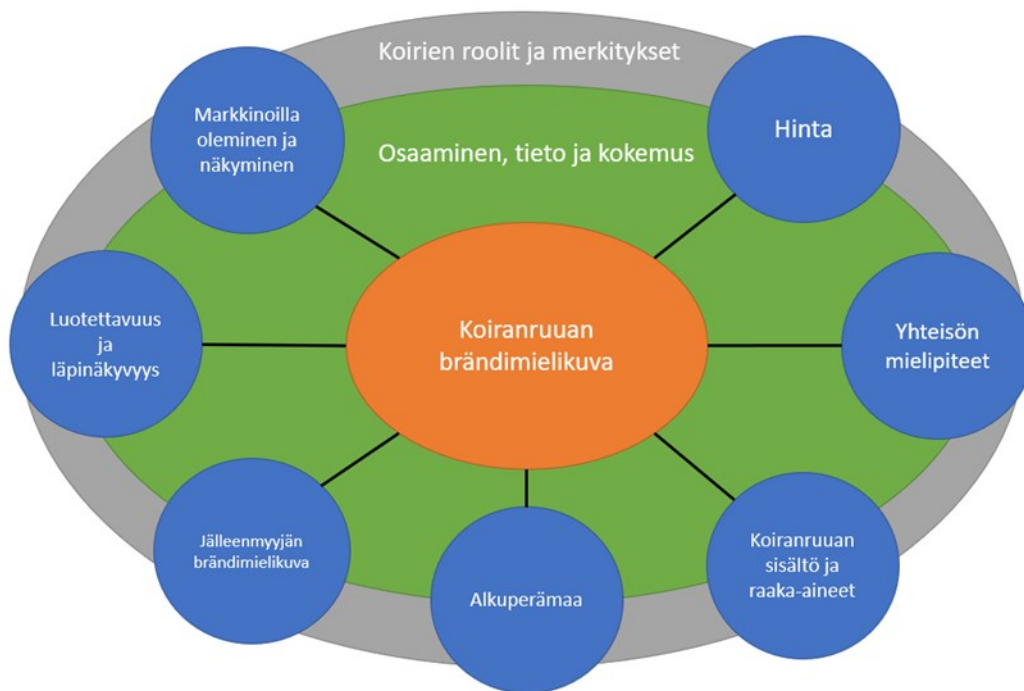 Koirien roolit ja merkitykset
Markkinoilla
oleminen ja
näkyminen
Hinta
Osaaminen, tieto ja kokemus
Luotettavuus
ja
läpinäkyvyys
Koiranruuan
brändimielikuva
Yhteisön
mielipiteet
Jälleenmyyjän
brändimielikuva
Alkuperämaa
Koiranruuan
sisältö ja
raaka-aineet